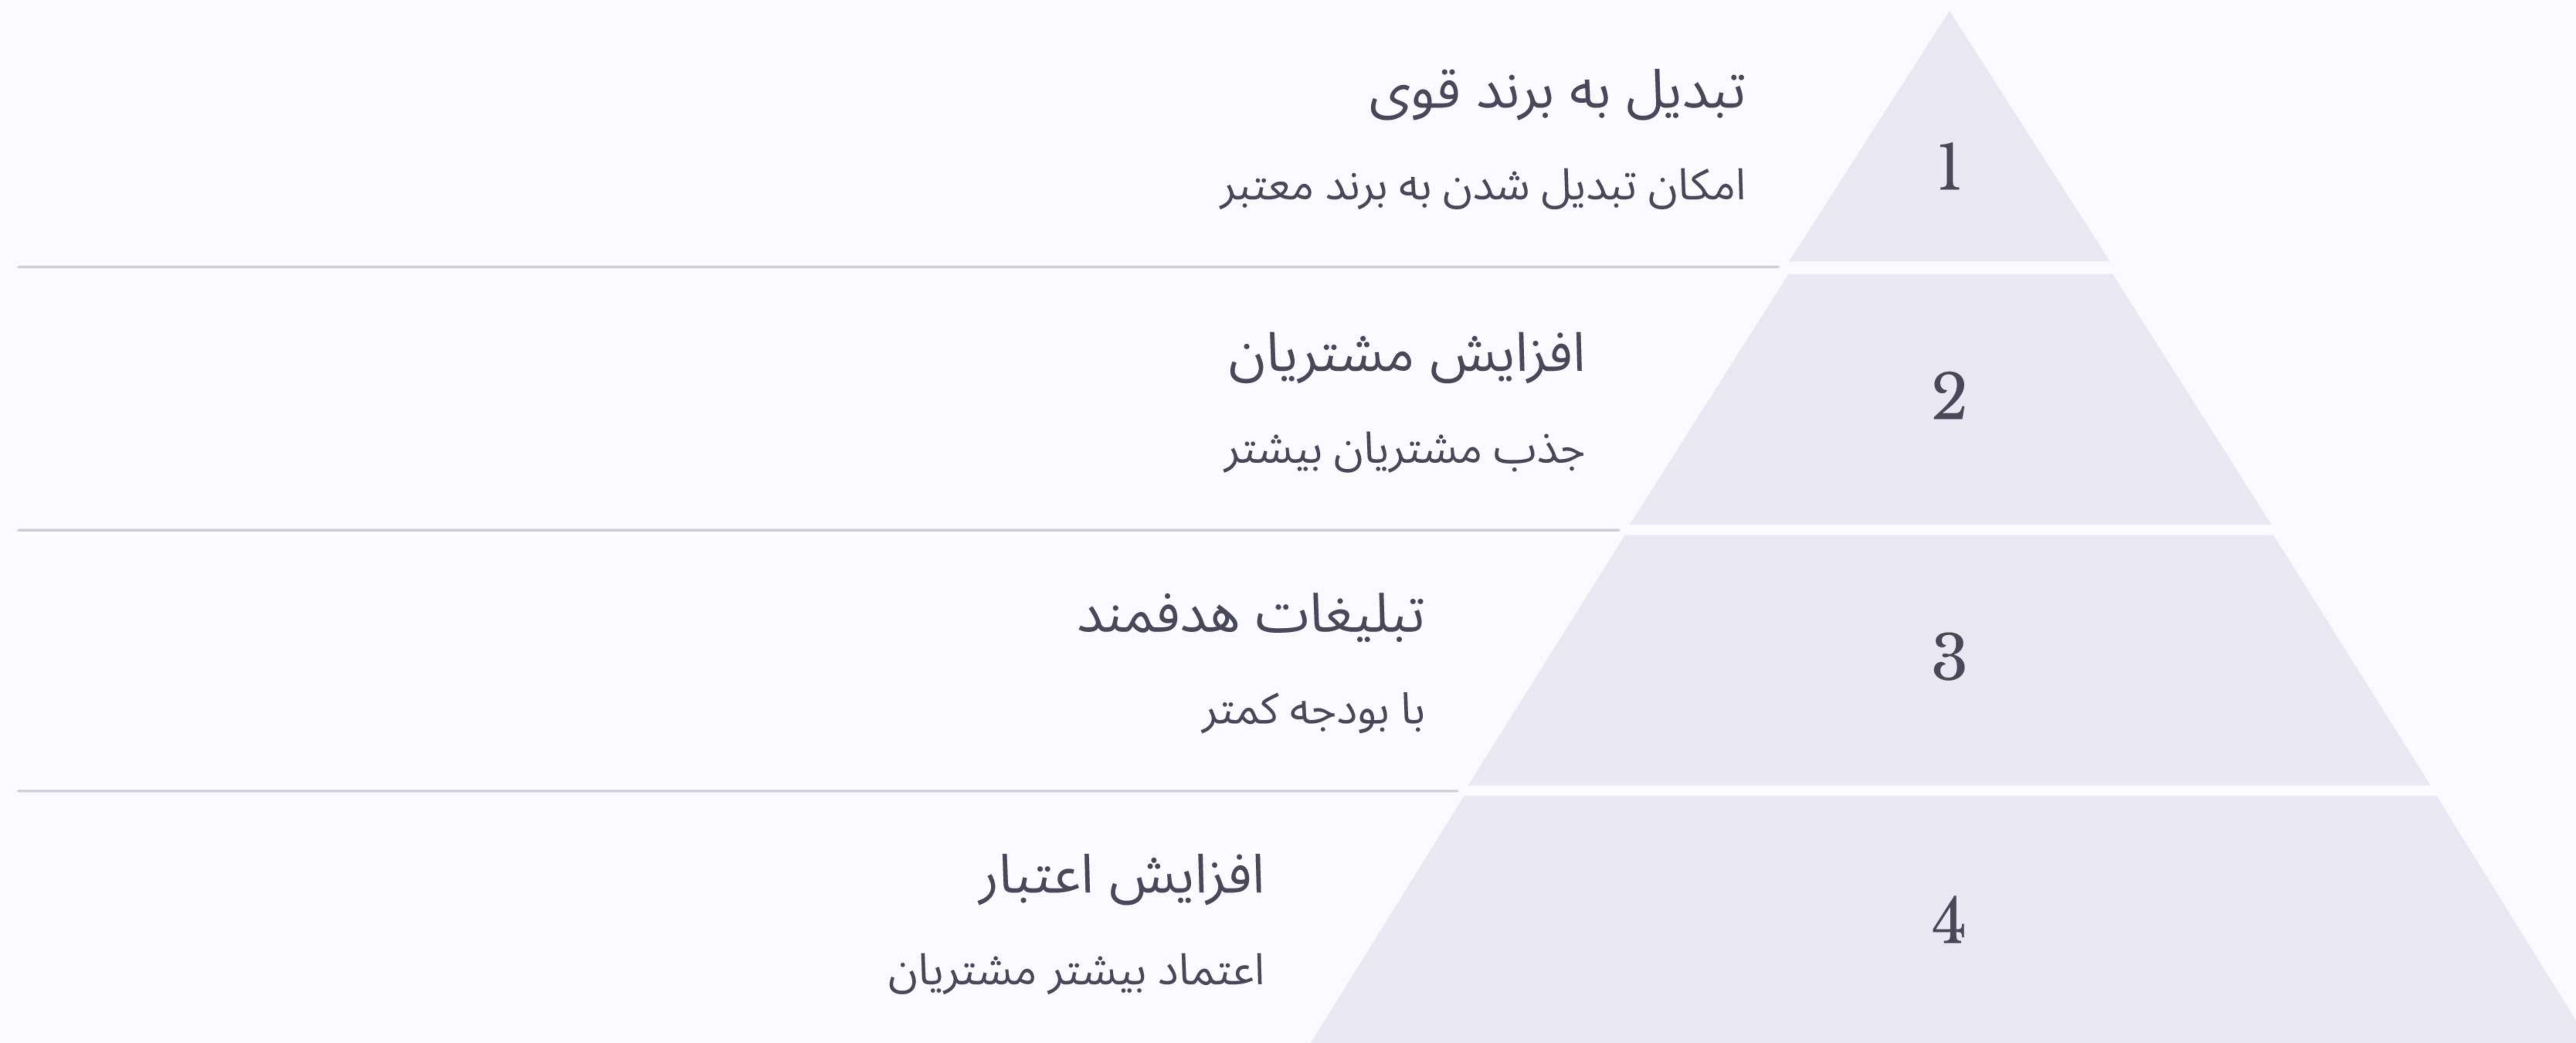 تبدیل به برند قوی
امکان تبدیل شدن به برند معتبر
1
افزایش مشتریان
جذب مشتریان بیشتر
2
تبلیغات هدفمند
با بودجه کمتر
3
افزایش اعتبار
اعتماد بیشتر مشتریان
4